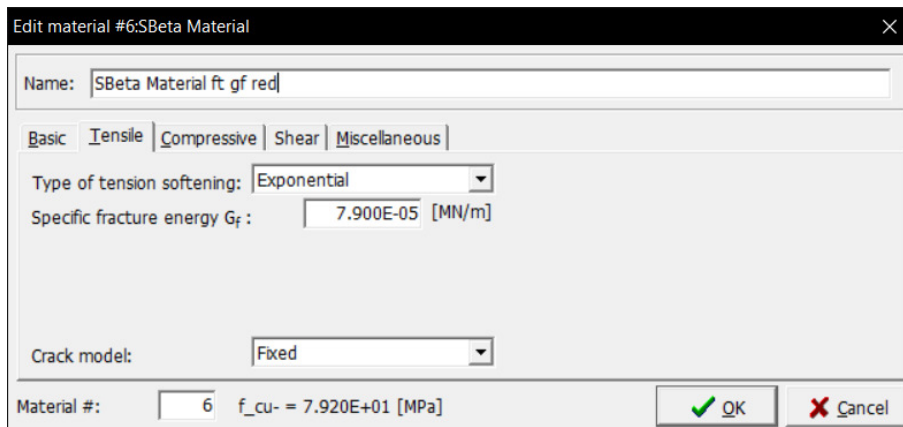 Edit material #6:SBeta Material
Name: SBeta Material ft gf red
Basic Tensile Compressive Shear Miscellaneous
Type of tension softening: Exponential
Specific fracture energy Gf : 7.900E-05 [MN/m]
Crack model: Fixed
Material #: 6 f_cu- = 7.920E+01 [MPa] OK Cancel